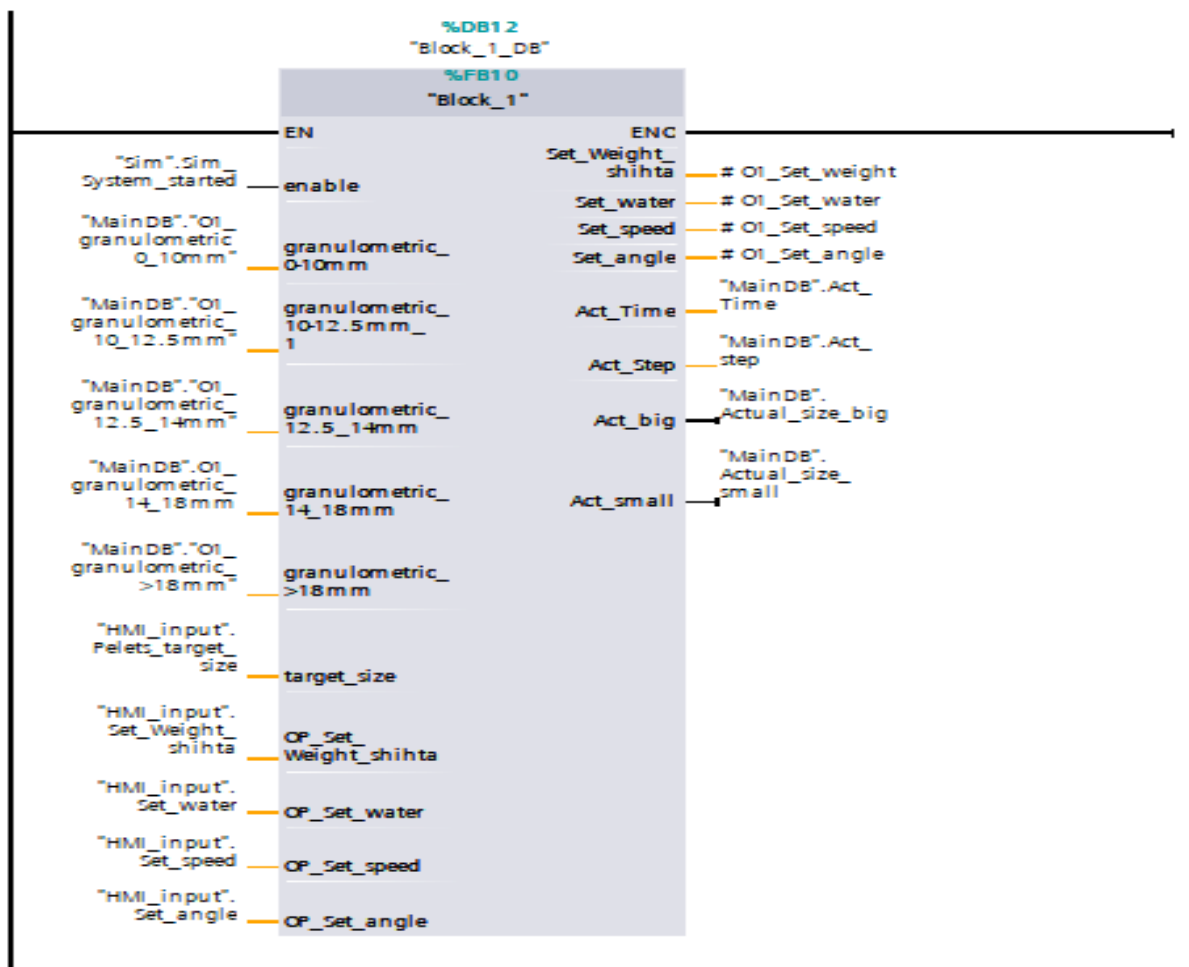 %DB12
"Block_1_DB"
%FB10
"Block_1"
EN
ENO
"Sim".Sim_
System_started
enable
"MainDB"."O1_
granulometric_
0_10mm"
granulometric_
0-10mm
"MainDB"."O1_
granulometric_
10_12.5mm"
granulometric_
10-12.5mm_
1
"MainDB"."O1_
granulometric_
12.5_14mm"
granulometric_
12.5_14mm
"MainDB".O1_
granulometric_
14_18mm
granulometric_
14_18mm
"MainDB"."O1_
granulometric_
>18mm"
granulometric_
>18mm
"HMI_input".
Pelets_target_
size
target_size
"HMI_input".
Set_Weight_
shihta
OP_Set_
Weight_shihta
"HMI_input".
Set_water
OP_Set_water
"HMI_input".
Set_speed
OP_Set_speed
"HMI_input".
Set_angle
OP_Set_angle
Set_Weight_
shihta
# O1_Set_weight
Set_water
# O1_Set_water
Set_speed
# O1_Set_speed
Set_angle
# O1_Set_angle
Act_Time
"MainDB".Act_
Time
Act_Step
"MainDB".Act_
step
Act_big
"MainDB".
Actual_size_big
Act_small
"MainDB".
Actual_size_
small